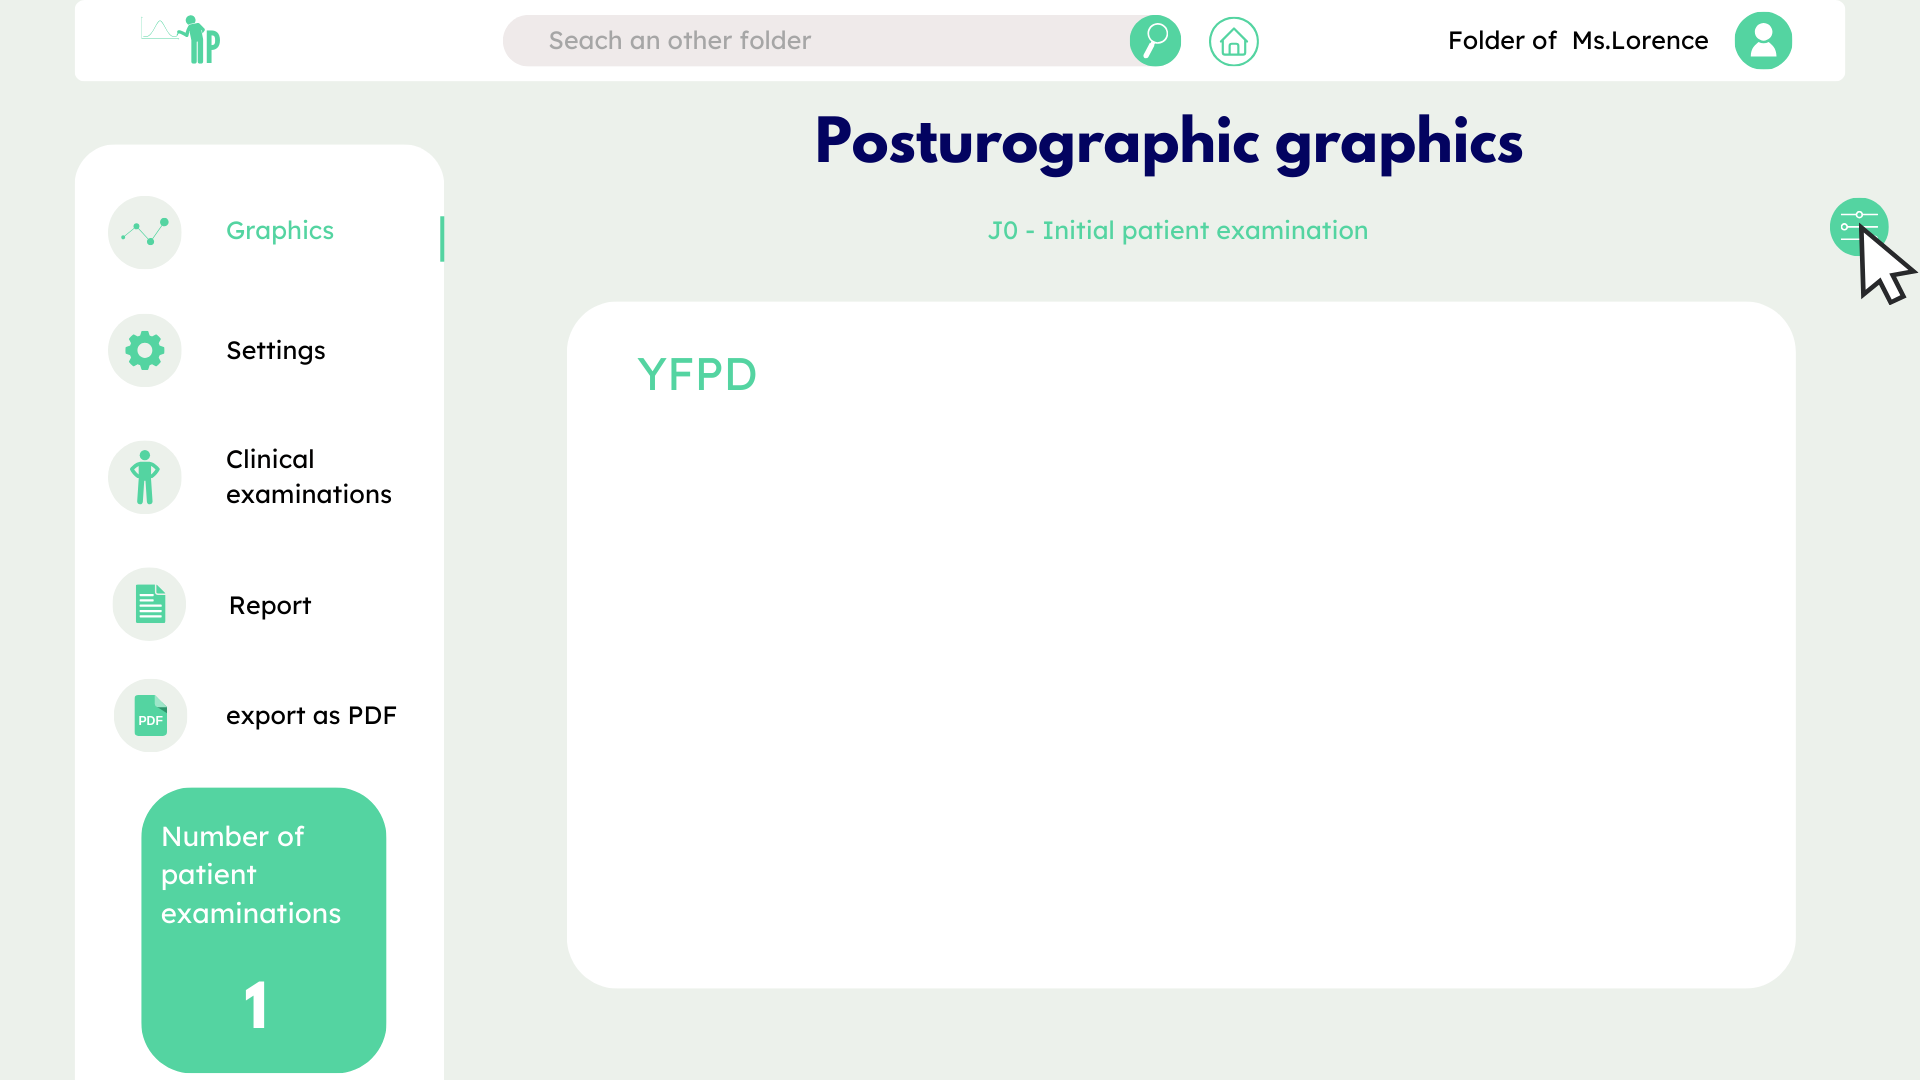 p
Seach an other folder
Folder of Ms.Lorence
Posturographic graphics
J0 - Initial patient examination
Graphics
Settings
Clinical
examinations
Report
PDF
export as PDF
Number of
patient
examinations
1
YFPD